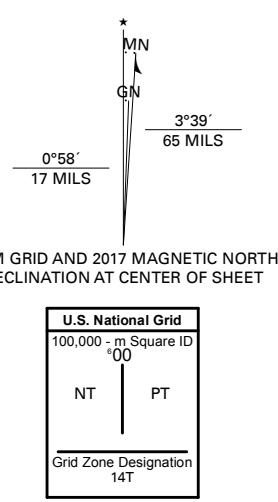 ★
MN
GN
3°39´
65 MILS
0°58´
17 MILS
M GRID AND 2017 MAGNETIC NORTH
ECLINATION AT CENTER OF SHEET
U.S. National Grid
100,000 - m Square ID
⁶00
NT PT
Grid Zone Designation
14T